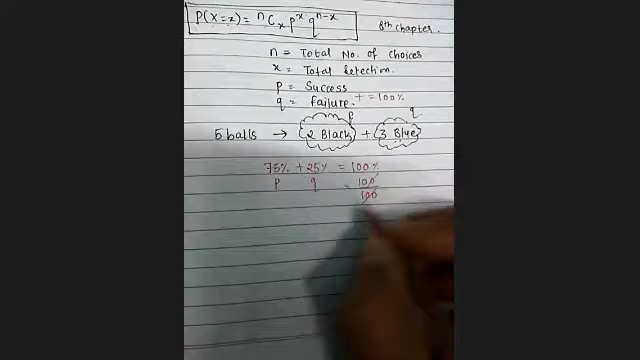 P(X=x) = ⁿCₓ pˣ qⁿ⁻ˣ
8th chapter.
n = Total No. of choices
x = Total selection.
p = Success
q = Failure. + = 100%
p q.
5 balls → 2 Black + 3 Blue
75% + 25% = 100%
p q = 100
100